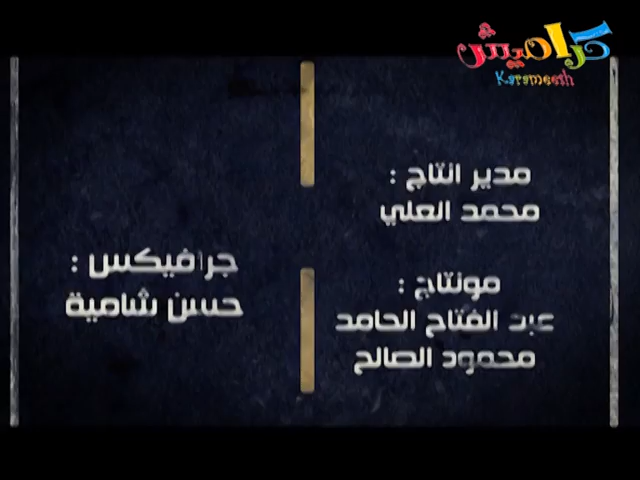 كراميش
Karameesh
مدير انتاج :
محمد العلي
مونتاج :
عبد الفتاح الحامد
محمود الصالح
جرافيكس :
حسن شامية